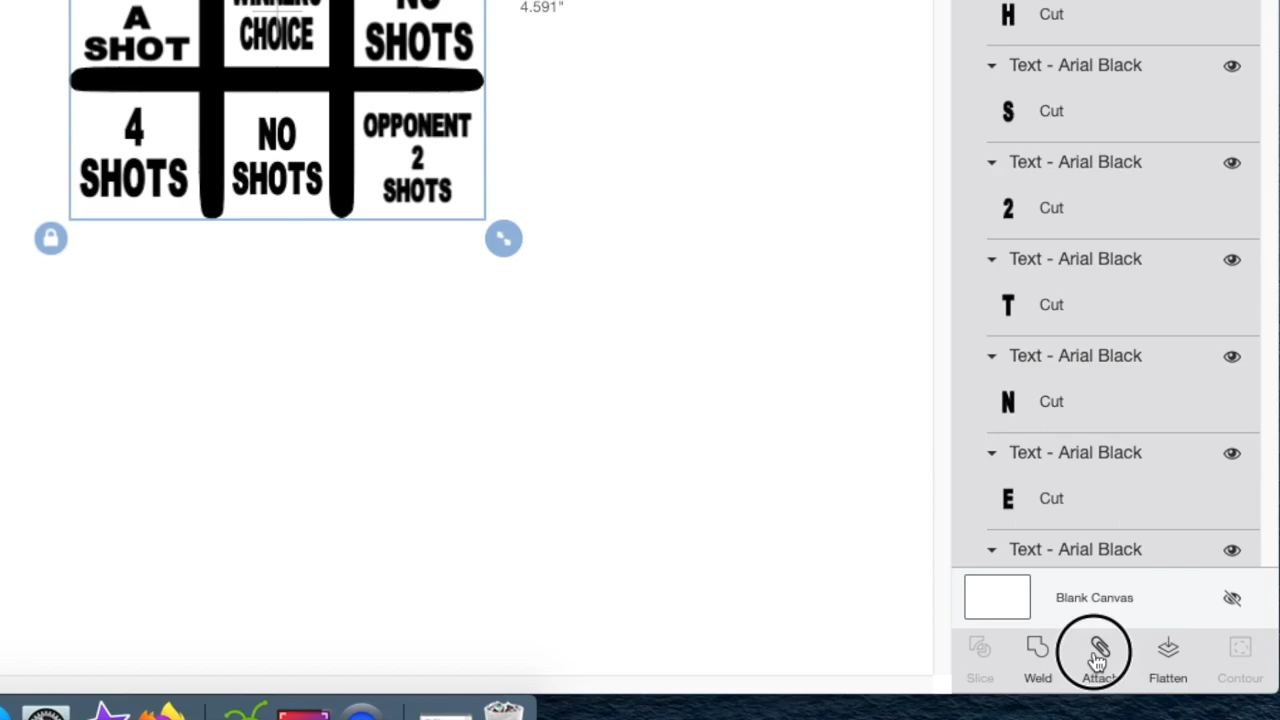 WINNERS
NO
4.591"
A
SHOT
CHOICE
SHOTS
4
SHOTS
NO
SHOTS
OPPONENT
2
SHOTS
H Cut
Text - Arial Black
S Cut
Text - Arial Black
2 Cut
Text - Arial Black
T Cut
Text - Arial Black
N Cut
Text - Arial Black
E Cut
Text - Arial Black
Blank Canvas
Slice Weld Attach Flatten Contour